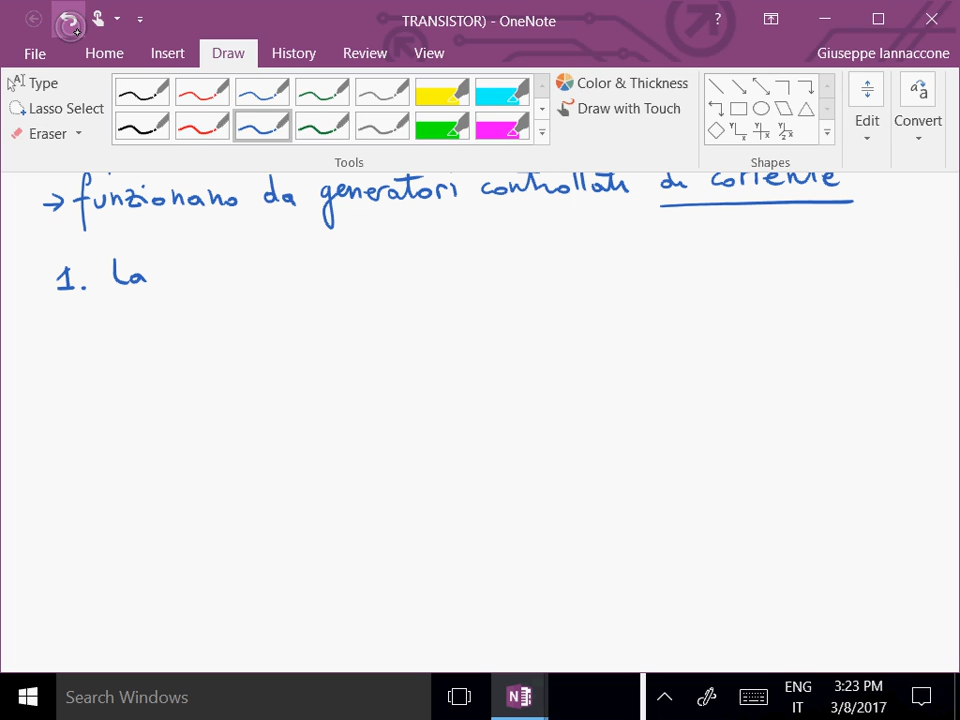 TRANSISTOR) - OneNote
?
File Home Insert Draw History Review View Giuseppe Iannaccone
Type
Lasso Select
Eraser
Color & Thickness
Draw with Touch
Edit
Convert
Tools
Shapes
→ funzionano da generatori controllati di corrente
1. La
Search Windows
ENG
IT
3:23 PM
3/8/2017